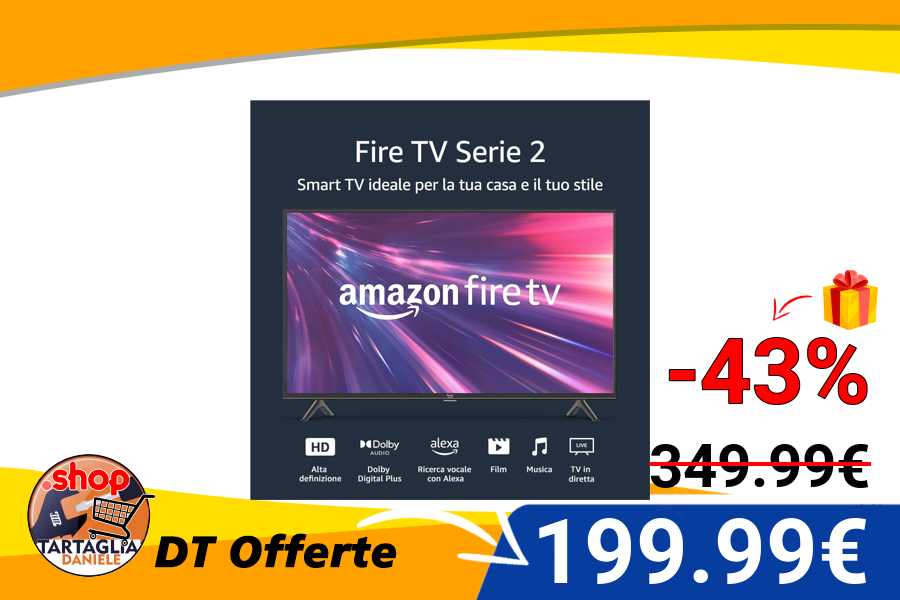 Fire TV Serie 2
Smart TV ideale per la tua casa e il tuo stile
amazon fire tv
HD
Dolby
AUDIO
alexa
LIVE
Alta
definizione
Dolby
Digital Plus
Ricerca vocale
con Alexa
Film
Musica
TV in
diretta
-43%
349.99€
199.99€
.shop
TARTAGLIA
DANIELE
DT Offerte